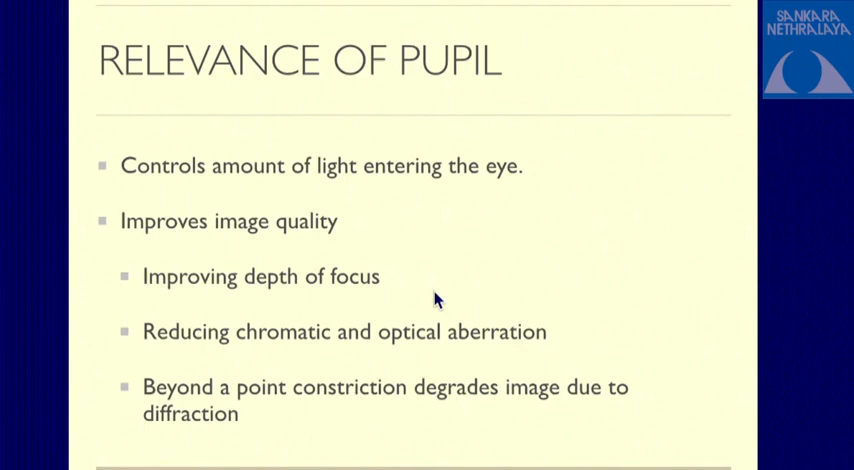 SANKARA
NETHRALAYA
RELEVANCE OF PUPIL
Controls amount of light entering the eye.
Improves image quality
Improving depth of focus
Reducing chromatic and optical aberration
Beyond a point constriction degrades image due to
diffraction